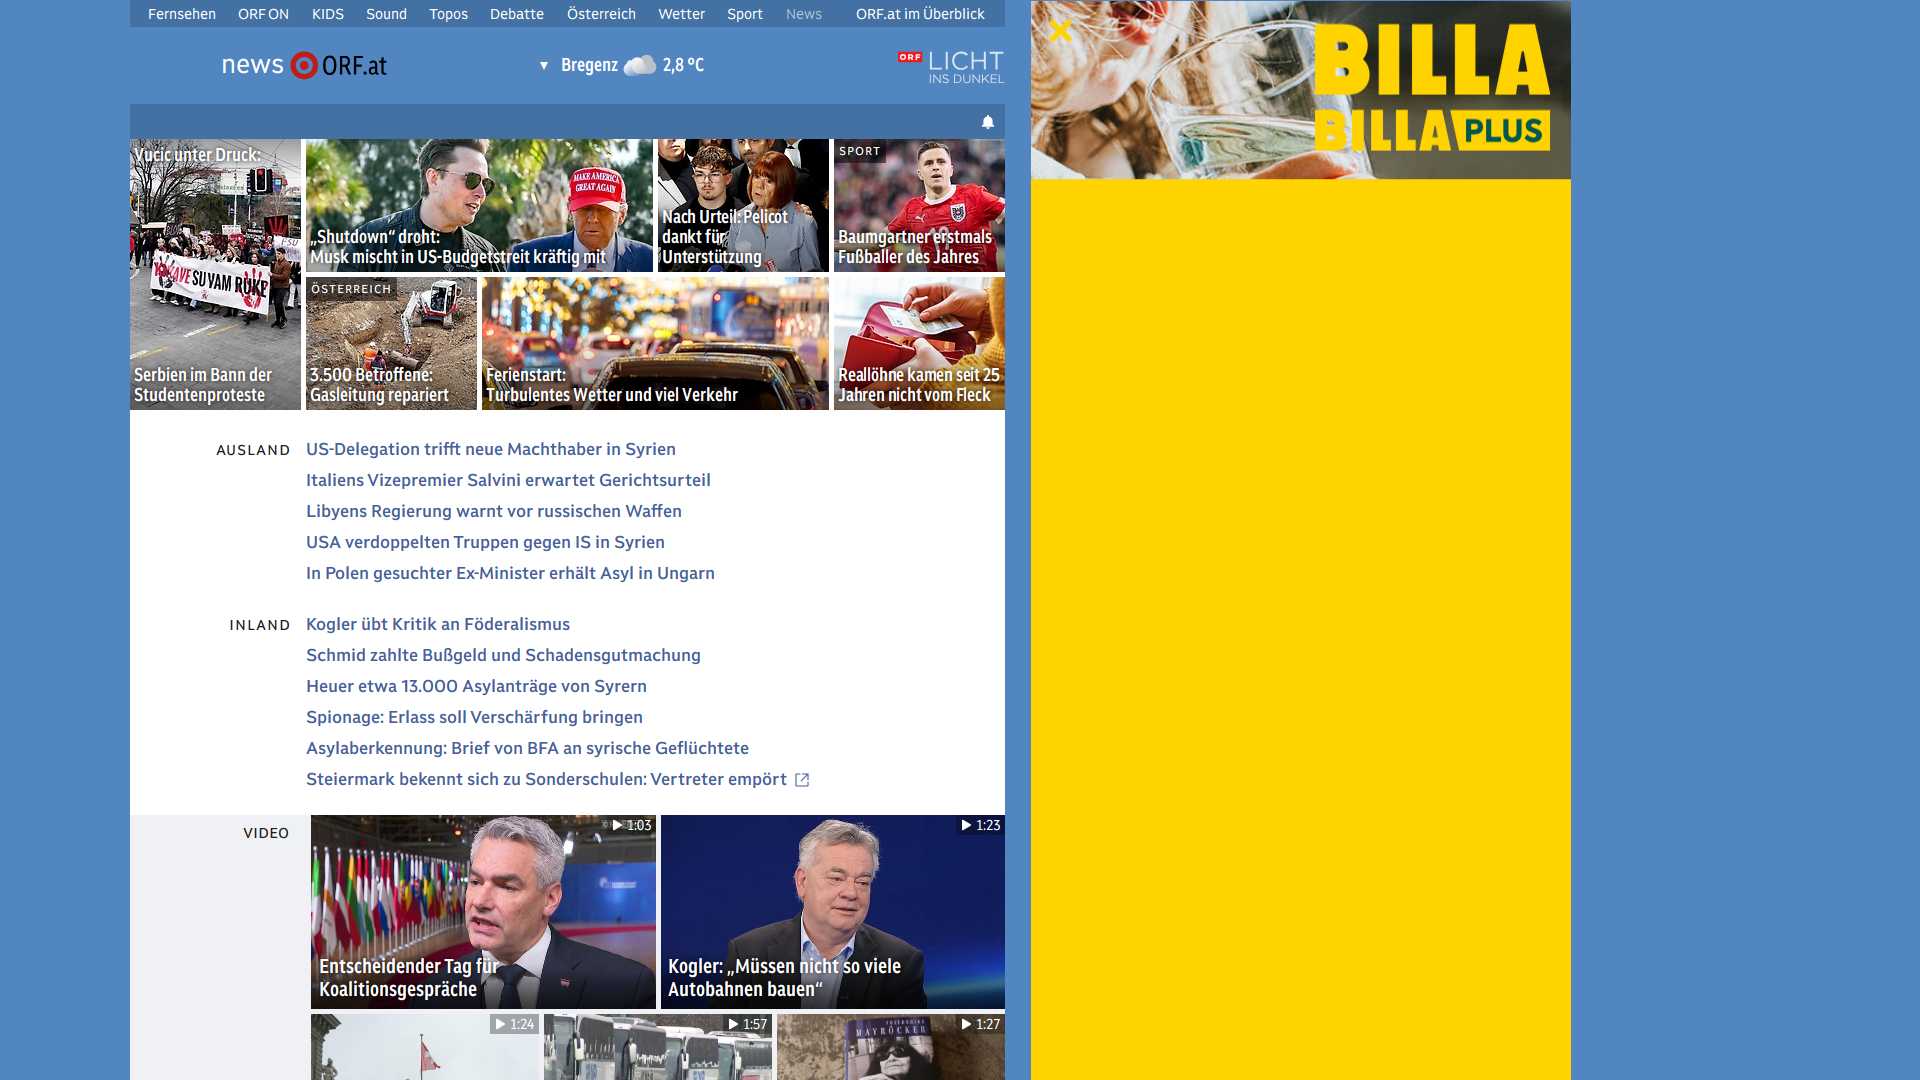 Fernsehen ORF ON KIDS Sound Topos Debatte Österreich Wetter Sport News ORF.at im Überblick
news ORF.at
Bregenz 2,8 °C
ORF LICHT
INS DUNKEL
BILLA
BILLA PLUS
Vucic unter Druck:
SUVAM RUKE
Serbien im Bann der
Studentenproteste
MAKE AMERICA
GREAT AGAIN
„Shutdown“ droht:
Musk mischt in US-Budgetstreit kräftig mit
Nach Urteil: Pelicot
dankt für
Unterstützung
SPORT
Baumgartner erstmals
Fußballer des Jahres
ÖSTERREICH
3.500 Betroffene:
Gasleitung repariert
Ferienstart:
Turbulentes Wetter und viel Verkehr
Reallöhne kamen seit 25
Jahren nicht vom Fleck
AUSLAND
US-Delegation trifft neue Machthaber in Syrien
Italiens Vizepremier Salvini erwartet Gerichtsurteil
Libyens Regierung warnt vor russischen Waffen
USA verdoppelten Truppen gegen IS in Syrien
In Polen gesuchter Ex-Minister erhält Asyl in Ungarn
INLAND
Kogler übt Kritik an Föderalismus
Schmid zahlte Bußgeld und Schadensgutmachung
Heuer etwa 13.000 Asylanträge von Syrern
Spionage: Erlass soll Verschärfung bringen
Asylaberkennung: Brief von BFA an syrische Geflüchtete
Steiermark bekennt sich zu Sonderschulen: Vertreter empört
VIDEO
1:03
Entscheidender Tag für
Koalitionsgespräche
1:23
Kogler: „Müssen nicht so viele
Autobahnen bauen“
1:24
1:57
1:27
MAYRÖCKER